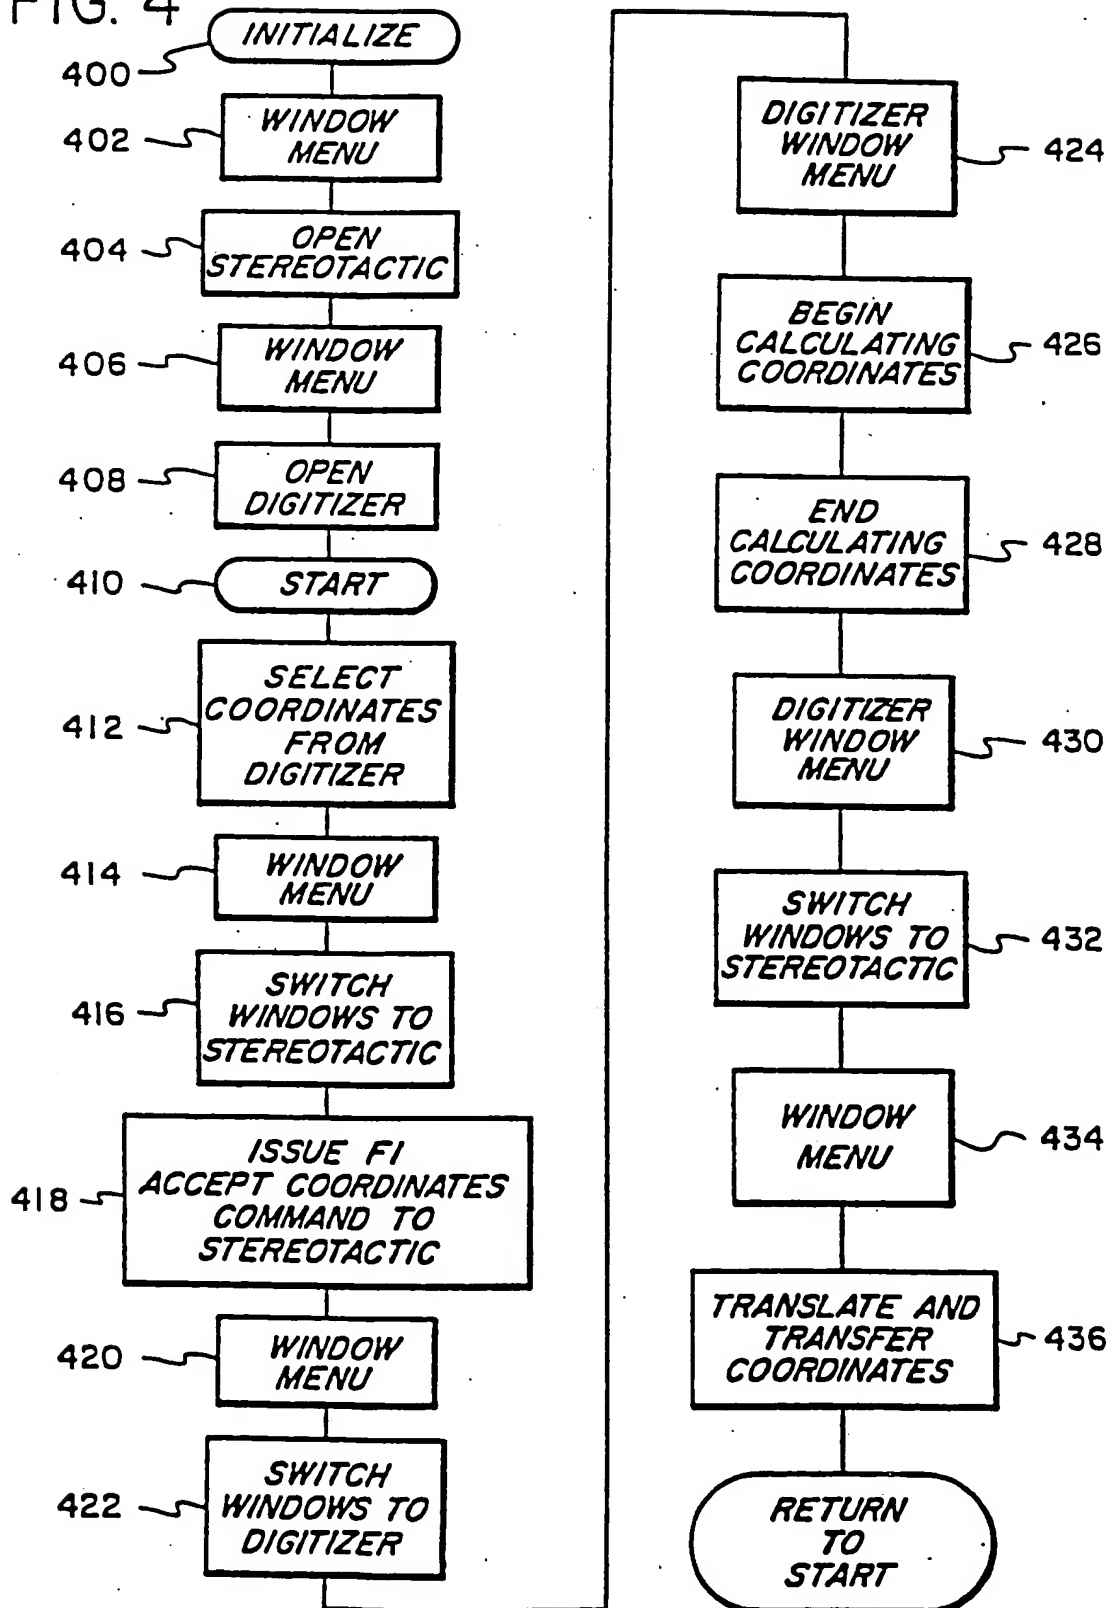 FIG. 4
INITIALIZE
400
WINDOW
MENU
402
OPEN
STEREOTACTIC
404
WINDOW
MENU
406
OPEN
DIGITIZER
408
START
410
SELECT
COORDINATES
FROM
DIGITIZER
412
WINDOW
MENU
414
SWITCH
WINDOWS TO
STEREOTACTIC
416
ISSUE F1
ACCEPT COORDINATES
COMMAND TO
STEREOTACTIC
418
WINDOW
MENU
420
SWITCH
WINDOWS TO
DIGITIZER
422
DIGITIZER
WINDOW
MENU
424
BEGIN
CALCULATING
COORDINATES
426
END
CALCULATING
COORDINATES
428
DIGITIZER
WINDOW
MENU
430
SWITCH
WINDOWS TO
STEREOTACTIC
432
WINDOW
MENU
434
TRANSLATE AND
TRANSFER
COORDINATES
436
RETURN
TO
START